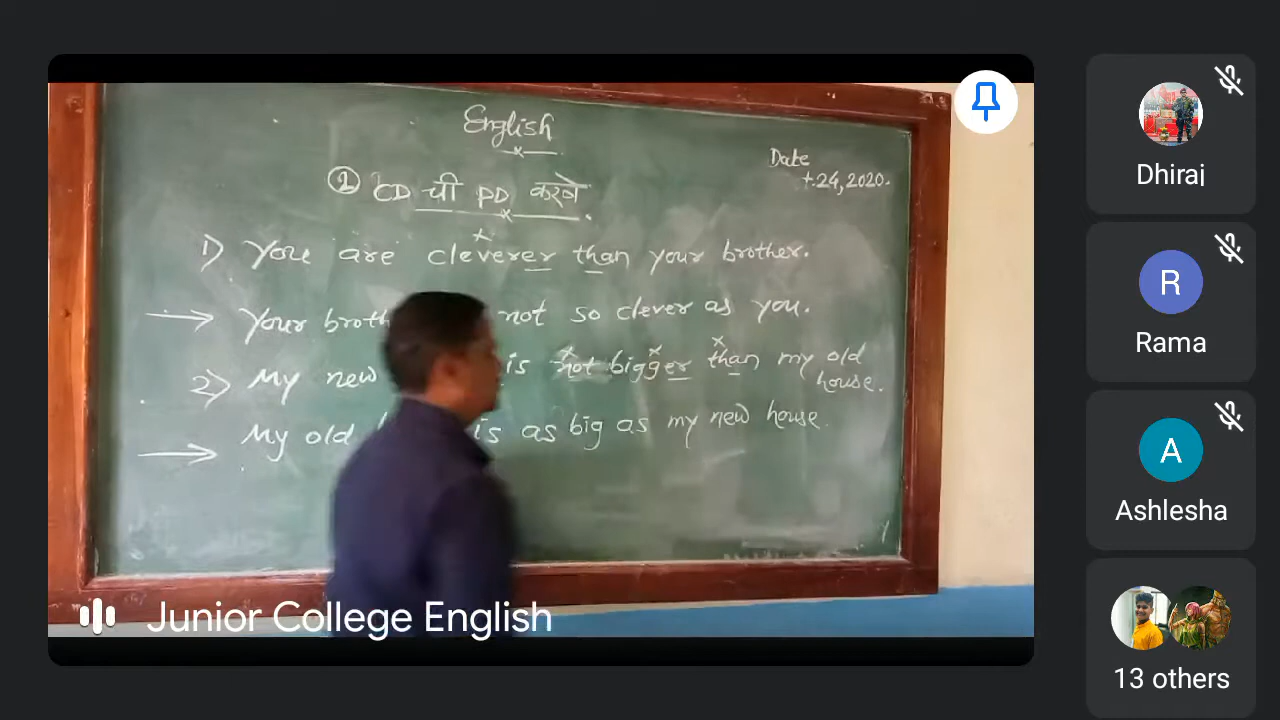 English
Date
24, 2020.
① CD ची PD करणे
1) You are cleverer than your brother.
→ Your broth not so clever as you.
2) My new is not bigger than my old
house.
→ My old is as big as my new house.
Junior College English
Dhirai
R
Rama
A
Ashlesha
13 others